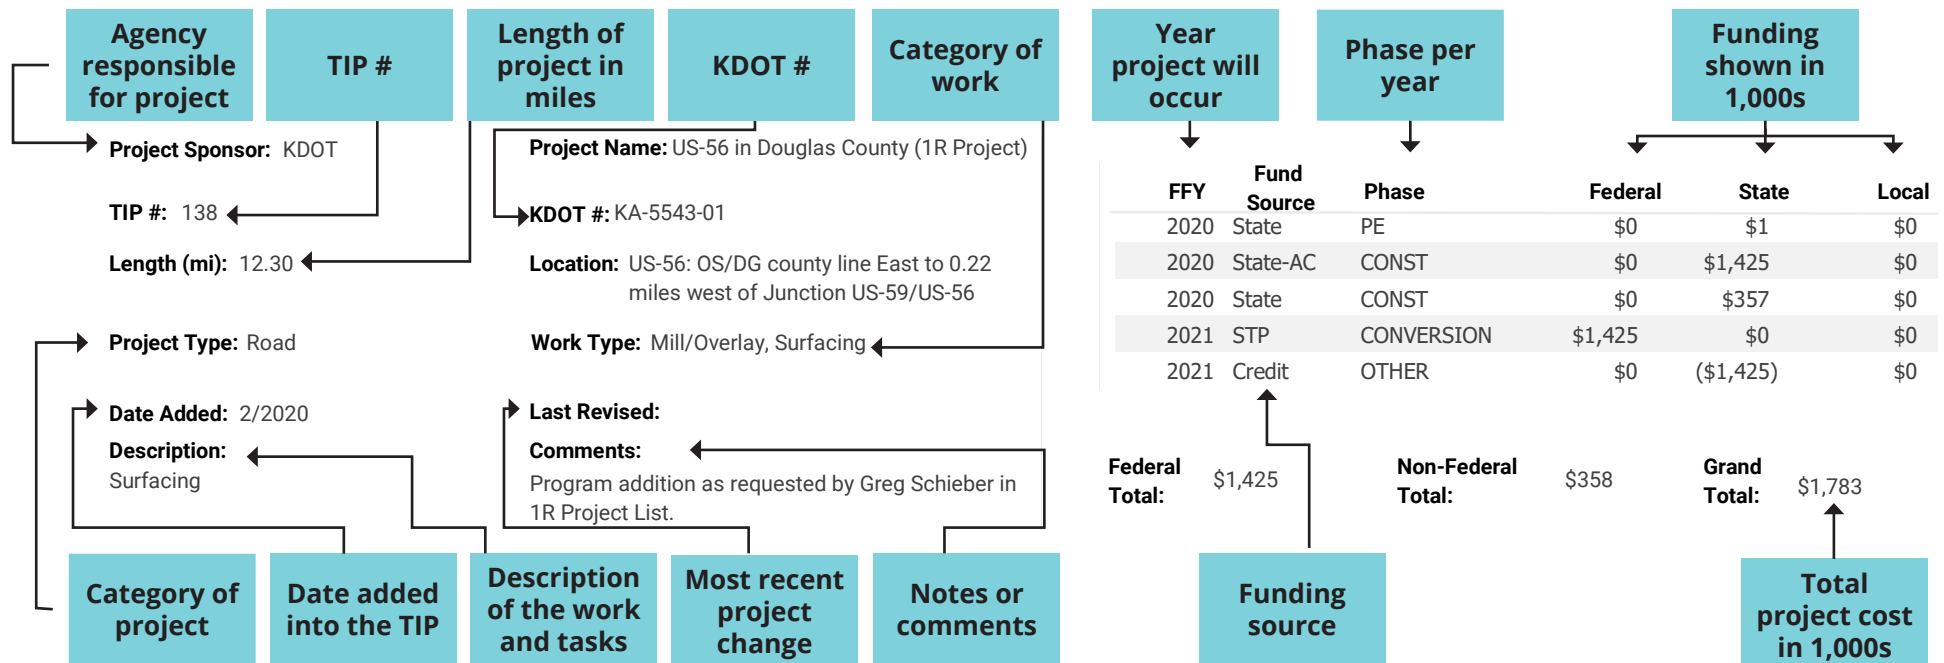 Agency
responsible
for project
TIP #
Length of
project in
miles
KDOT #
Category of
work
Year
project will
occur
Phase per
year
Funding
shown in
1,000s
Project Sponsor: KDOT
Project Name: US-56 in Douglas County (1R Project)
TIP #: 138
KDOT #: KA-5543-01
Length (mi): 12.30
Location: US-56: OS/DG county line East to 0.22
miles west of Junction US-59/US-56
Project Type: Road
Work Type: Mill/Overlay, Surfacing
Date Added: 2/2020
Last Revised:
Description:
Surfacing
Comments:
Program addition as requested by Greg Schieber in
1R Project List.
FFY Fund Source Phase Federal State Local
2020 State PE $0 $1 $0
2020 State-AC CONST $0 $1,425 $0
2020 State CONST $0 $357 $0
2021 STP CONVERSION $1,425 $0 $0
2021 Credit OTHER $0 ($1,425) $0
Federal
Total: $1,425
Non-Federal
Total: $358
Grand
Total: $1,783
Category of
project
Date added
into the TIP
Description
of the work
and tasks
Most recent
project
change
Notes or
comments
Funding
source
Total
project cost
in 1,000s